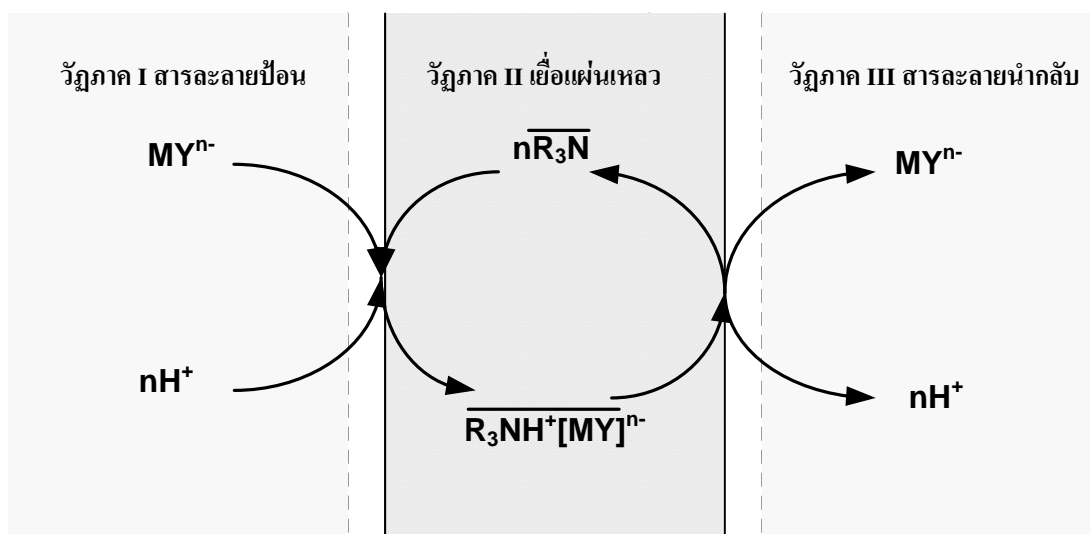 วัฏภาค I สารละลายป้อน
วัฏภาค II เยื่อแผ่นเหลว
วัฏภาค III สารละลายนำกลับ
MYⁿ⁻
nR₃N
MYⁿ⁻
nH⁺
R₃NH⁺[MY]ⁿ⁻
nH⁺